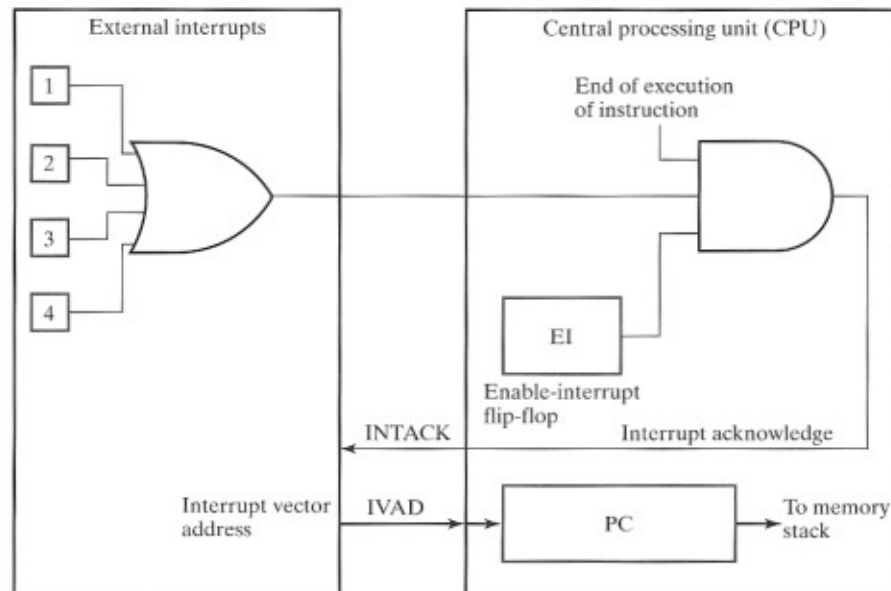 External interrupts
1
2
3
4
Interrupt vector
address
Central processing unit (CPU)
End of execution
of instruction
EI
Enable-interrupt
flip-flop
INTACK
Interrupt acknowledge
IVAD
PC
To memory
stack